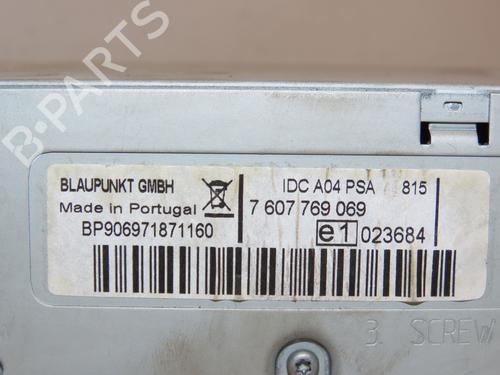 B-PARTS
BLAUPUNKT GMBH
IDC A04 PSA 815
Made in Portugal
7 607 769 069
BP906971871160
e1 023684
3. SCREW